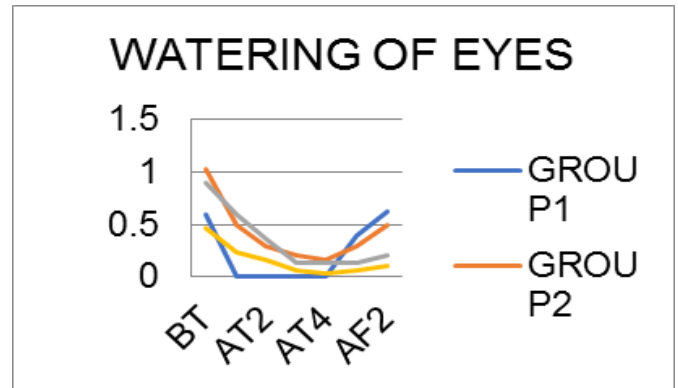 WATERING OF EYES
1.5
1
0.5
0
BT
AT2
AT4
AF2
GROU
P1
GROU
P2